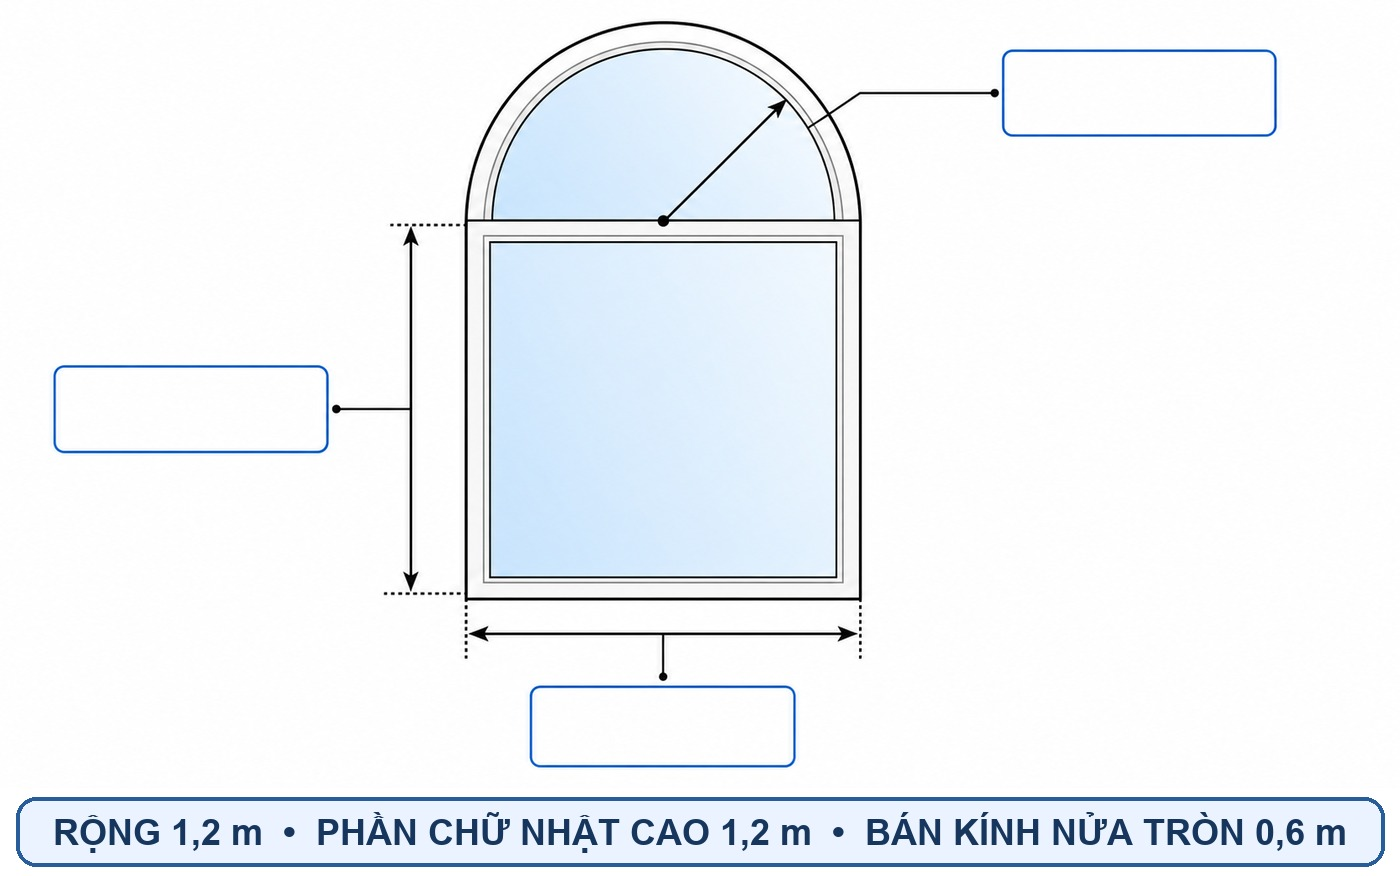 RỘNG 1,2 m • PHẦN CHỮ NHẬT CAO 1,2 m • BÁN KÍNH NỬA TRÒN 0,6 m